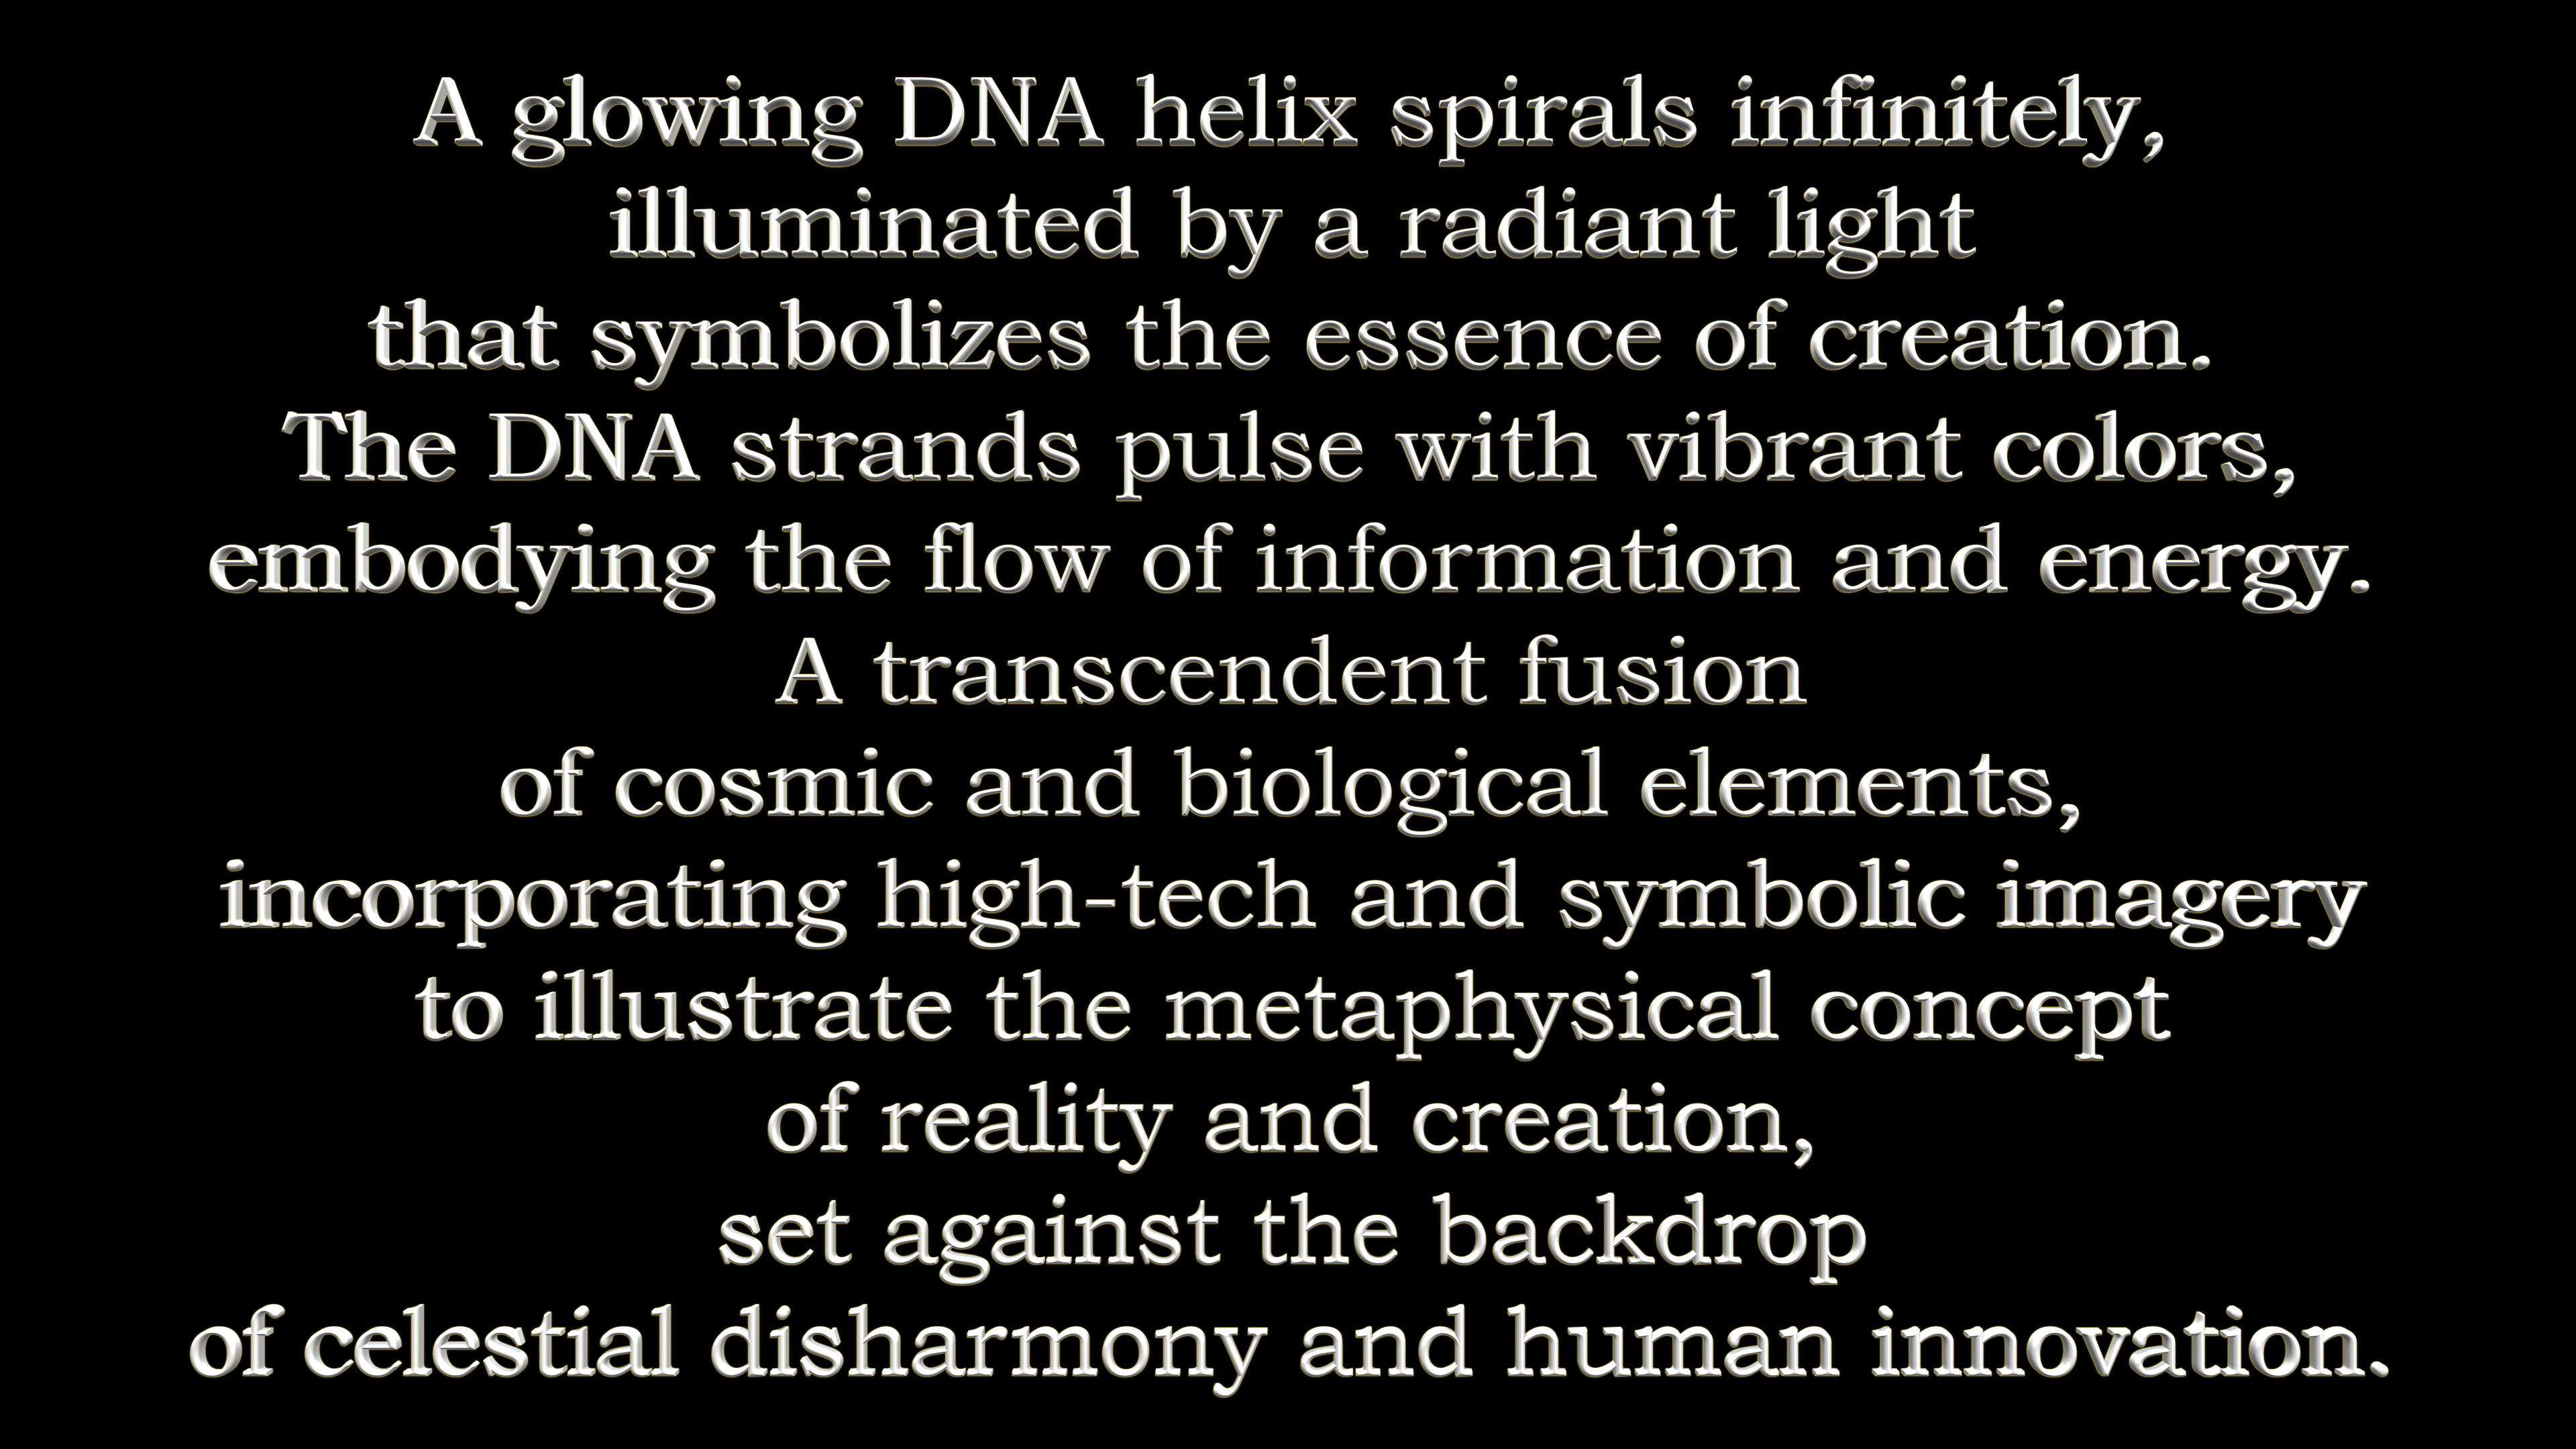 A glowing DNA helix spirals infinitely,
illuminated by a radiant light
that symbolizes the essence of creation.
The DNA strands pulse with vibrant colors,
embodying the flow of information and energy.
A transcendent fusion
of cosmic and biological elements,
incorporating high-tech and symbolic imagery
to illustrate the metaphysical concept
of reality and creation,
set against the backdrop
of celestial disharmony and human innovation.